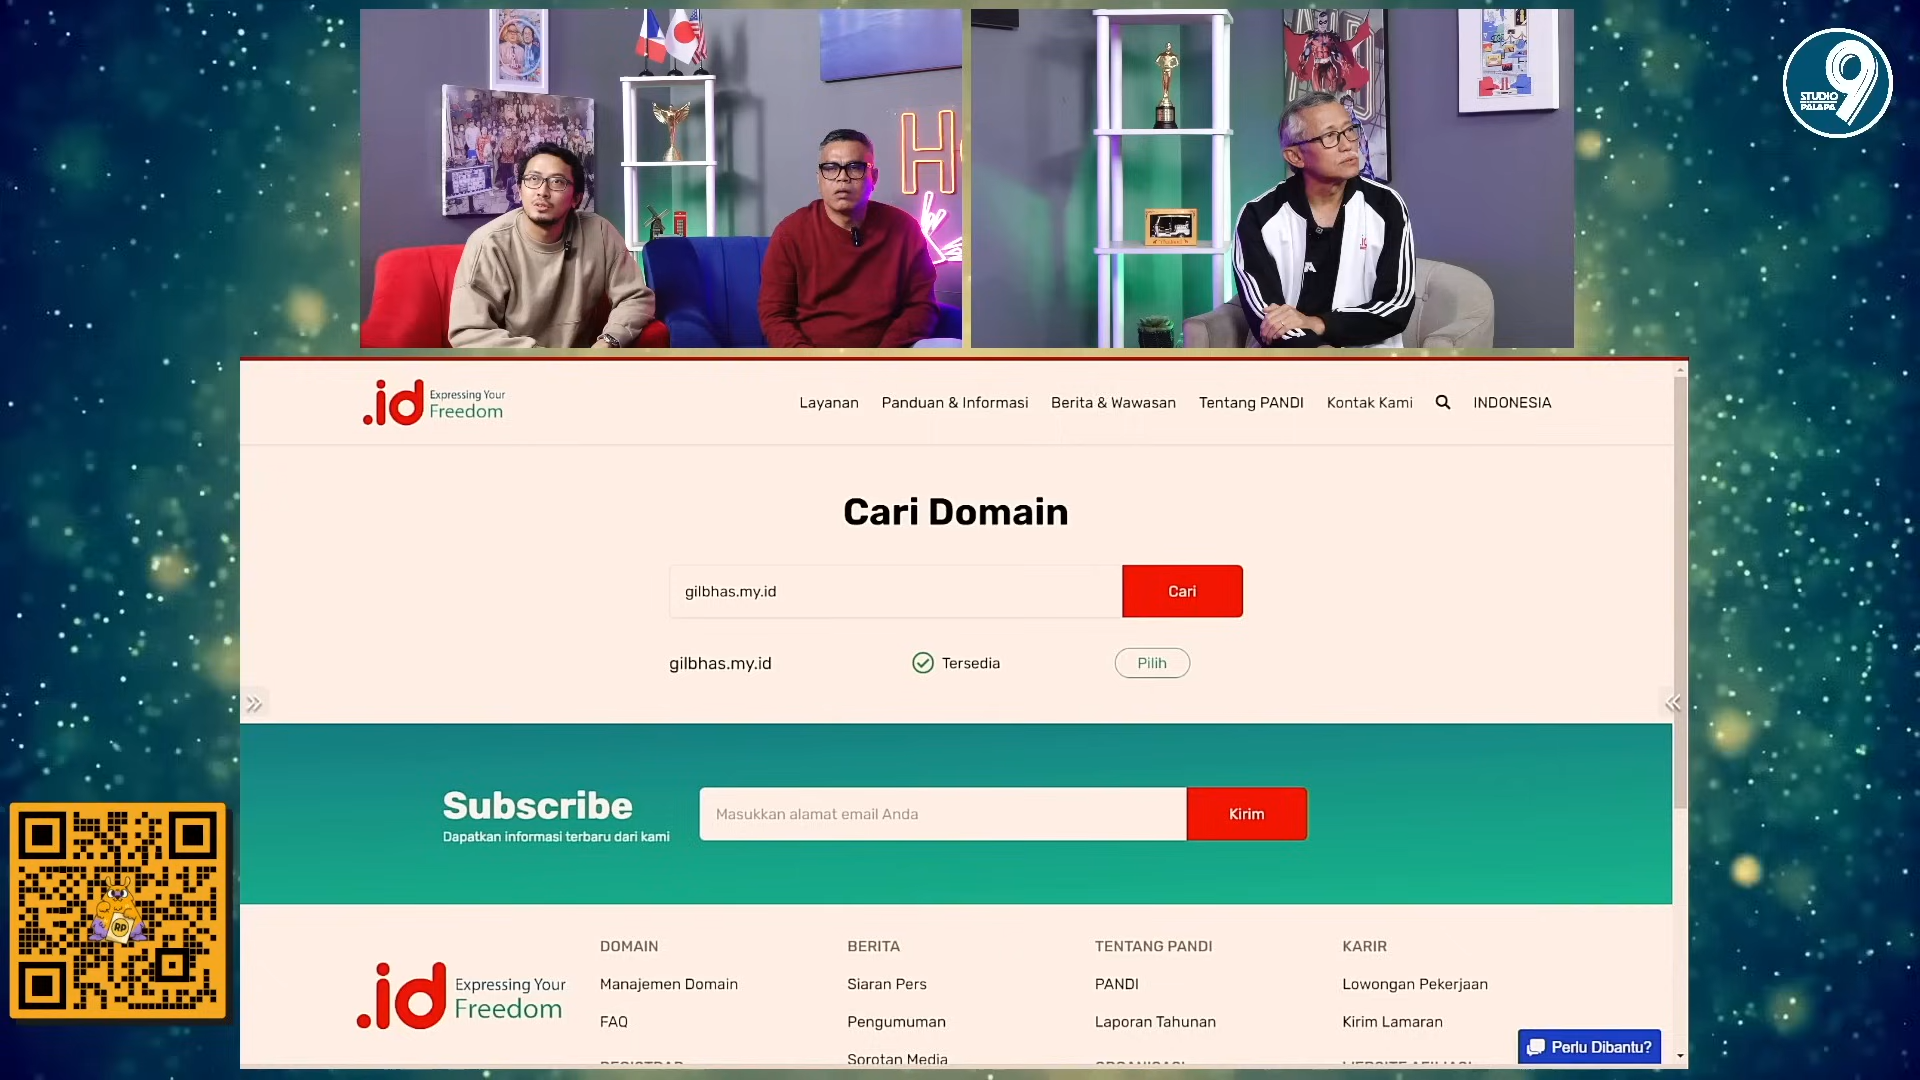 STUDIO
PALAPA
9
.id Expressing Your
Freedom
Layanan
Panduan & Informasi
Berita & Wawasan
Tentang PANDI
Kontak Kami
INDONESIA
Cari Domain
gilbhas.my.id
Cari
gilbhas.my.id
Tersedia
Pilih
Subscribe
Dapatkan informasi terbaru dari kami
Masukkan alamat email Anda
Kirim
RP
.id Expressing Your
Freedom
DOMAIN
Manajemen Domain
FAQ
BERITA
Siaran Pers
Pengumuman
Sorotan Media
TENTANG PANDI
PANDI
Laporan Tahunan
KARIR
Lowongan Pekerjaan
Kirim Lamaran
Perlu Dibantu?